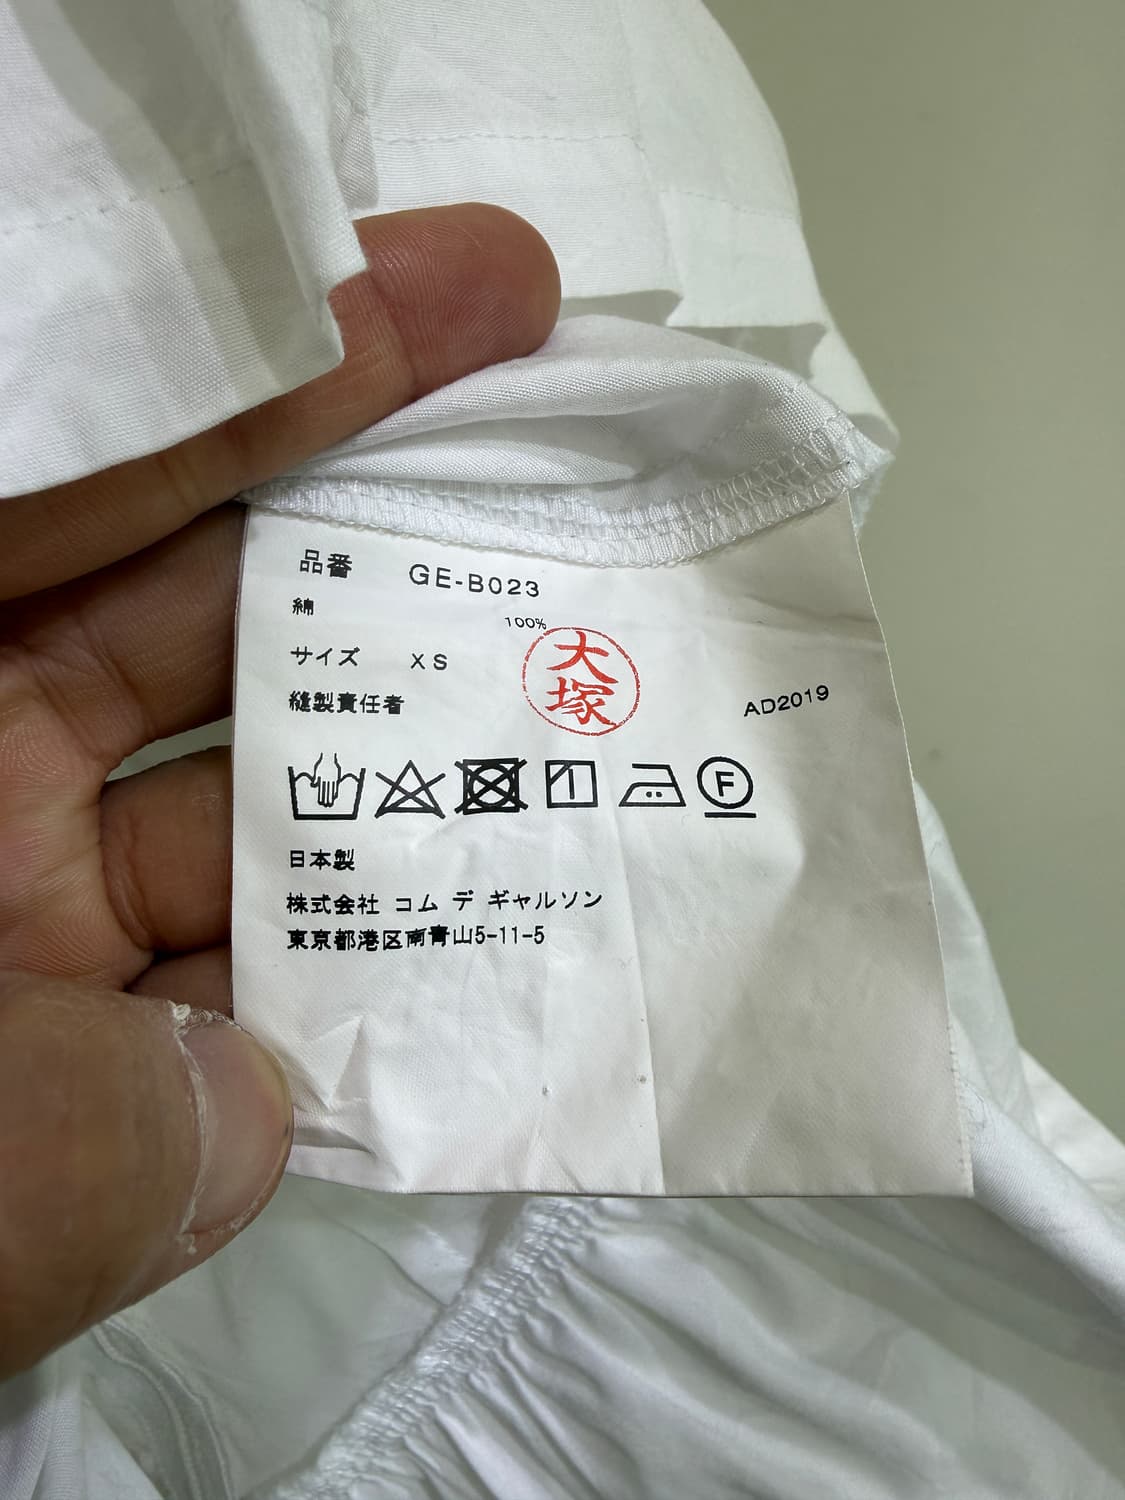 品番 GE-B023
綿 100%
サイズ XS
縫製責任者 大塚 AD2019
F
日本製
株式会社 コム デ ギャルソン
東京都港区南青山5-11-5